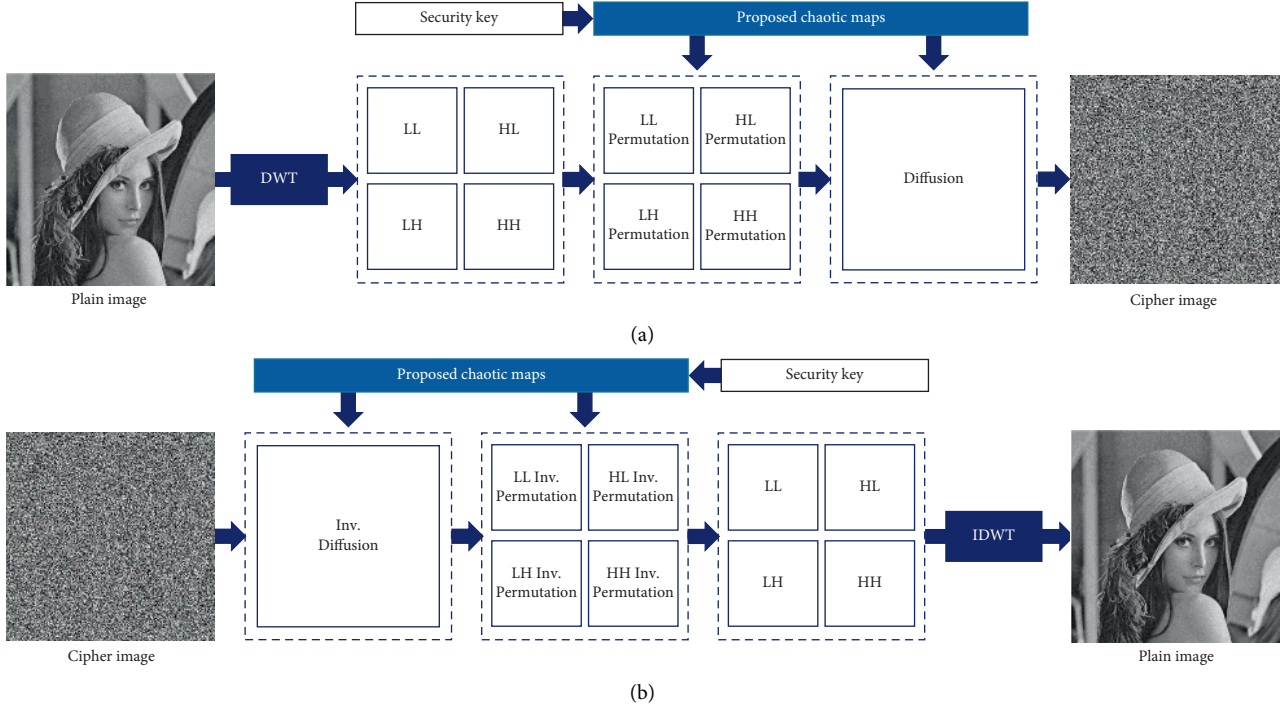 Security key
Proposed chaotic maps
LL
HL
LL
Permutation
HL
Permutation
DWT
Diffusion
LH
HH
LH
Permutation
HH
Permutation
Plain image
Cipher image
(a)
Proposed chaotic maps
Security key
LL Inv.
Permutation
HL Inv.
Permutation
LL
HL
Inv.
Diffusion
IDWT
LH Inv.
Permutation
HH Inv.
Permutation
LH
HH
Cipher image
Plain image
(b)